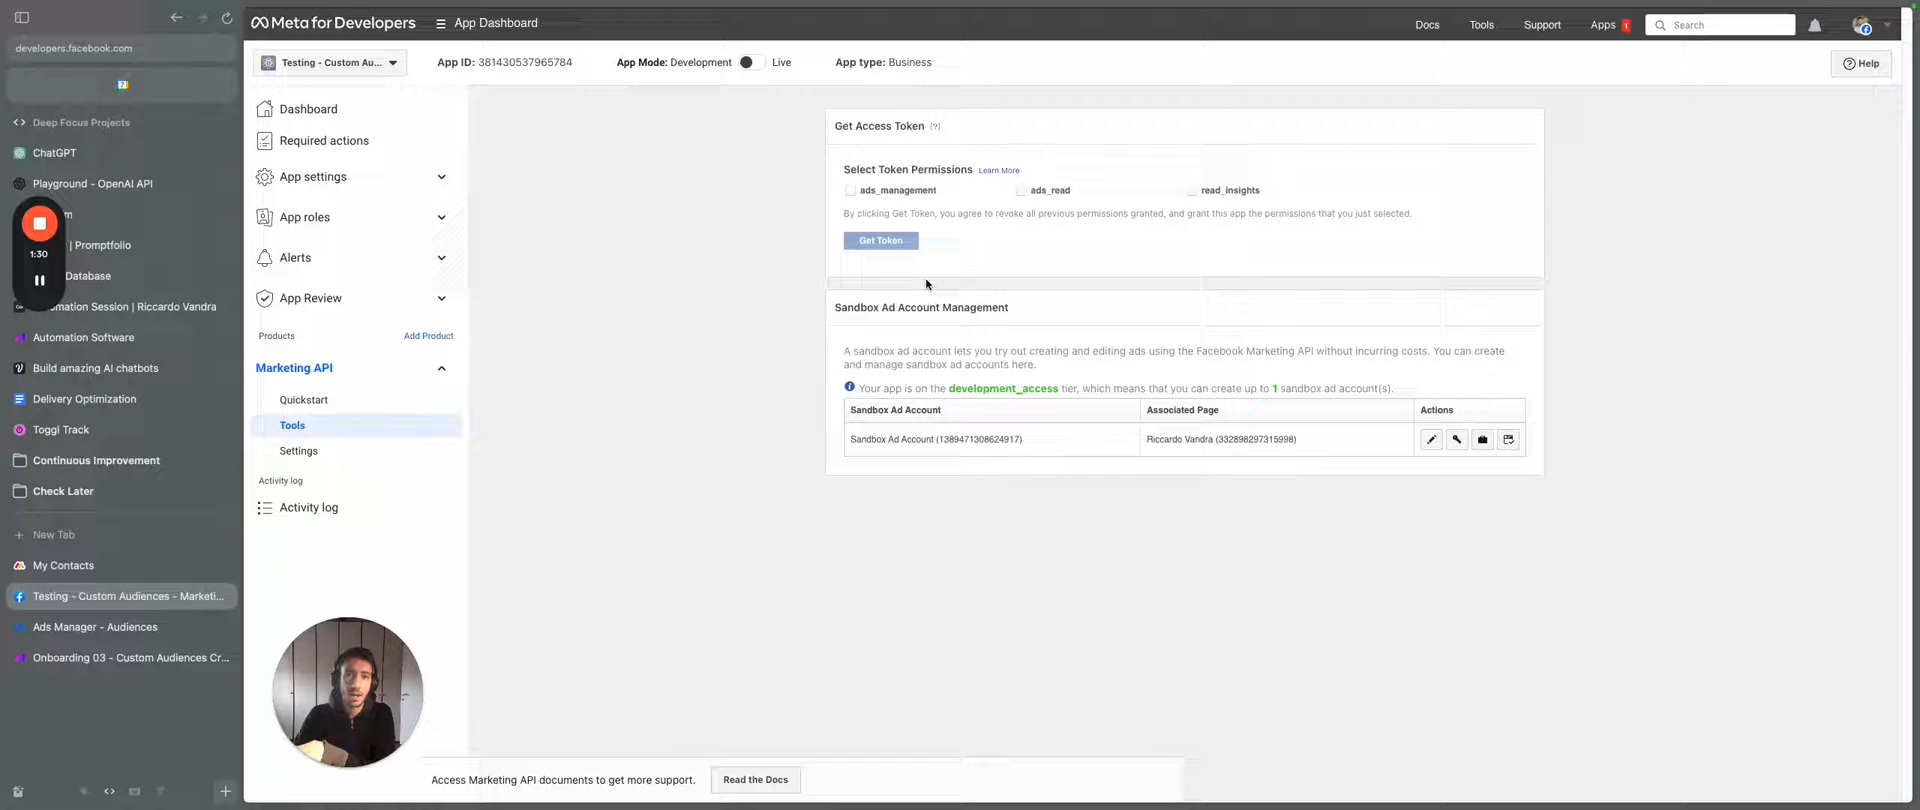 developers.facebook.com
Deep Focus Projects
ChatGPT
Playground - OpenAI API
m
| Promptfolio
Database
mation Session | Riccardo Vandra
Automation Software
Build amazing AI chatbots
Delivery Optimization
Toggl Track
Continuous Improvement
Check Later
New Tab
My Contacts
Testing - Custom Audiences - Marketi...
Ads Manager - Audiences
Onboarding 03 - Custom Audiences Cr...
1:30
Meta for Developers
App Dashboard
Docs
Tools
Support
Apps
1
Search
Testing - Custom Au...
App ID: 381430537965784
App Mode: Development
Live
App type: Business
Help
Dashboard
Required actions
App settings
App roles
Alerts
App Review
Products
Add Product
Marketing API
Quickstart
Tools
Settings
Activity log
Activity log
Get Access Token [?]
Select Token Permissions Learn More
ads_management
ads_read
read_insights
By clicking Get Token, you agree to revoke all previous permissions granted, and grant this app the permissions that you just selected.
Get Token
Sandbox Ad Account Management
A sandbox ad account lets you try out creating and editing ads using the Facebook Marketing API without incurring costs. You can create
and manage sandbox ad accounts here.
Your app is on the development_access tier, which means that you can create up to 1 sandbox ad account(s).
Sandbox Ad Account
Associated Page
Actions
Sandbox Ad Account (1389471308624917)
Riccardo Vandra (332898297315998)
Access Marketing API documents to get more support.
Read the Docs